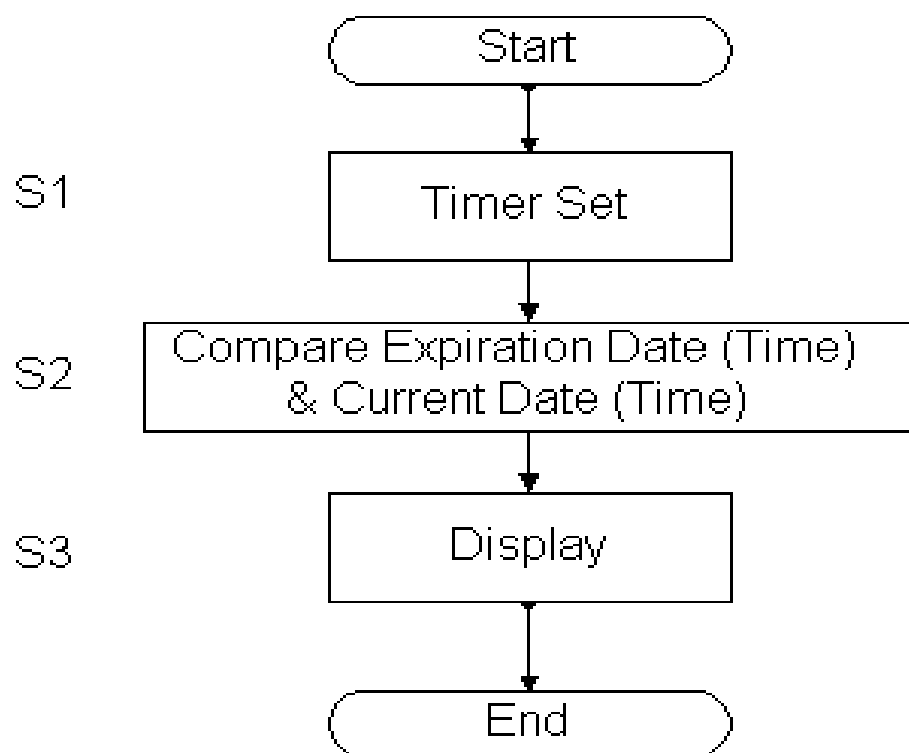 Start
S1
Timer Set
S2
Compare Expiration Date (Time)
& Current Date (Time)
S3
Display
End